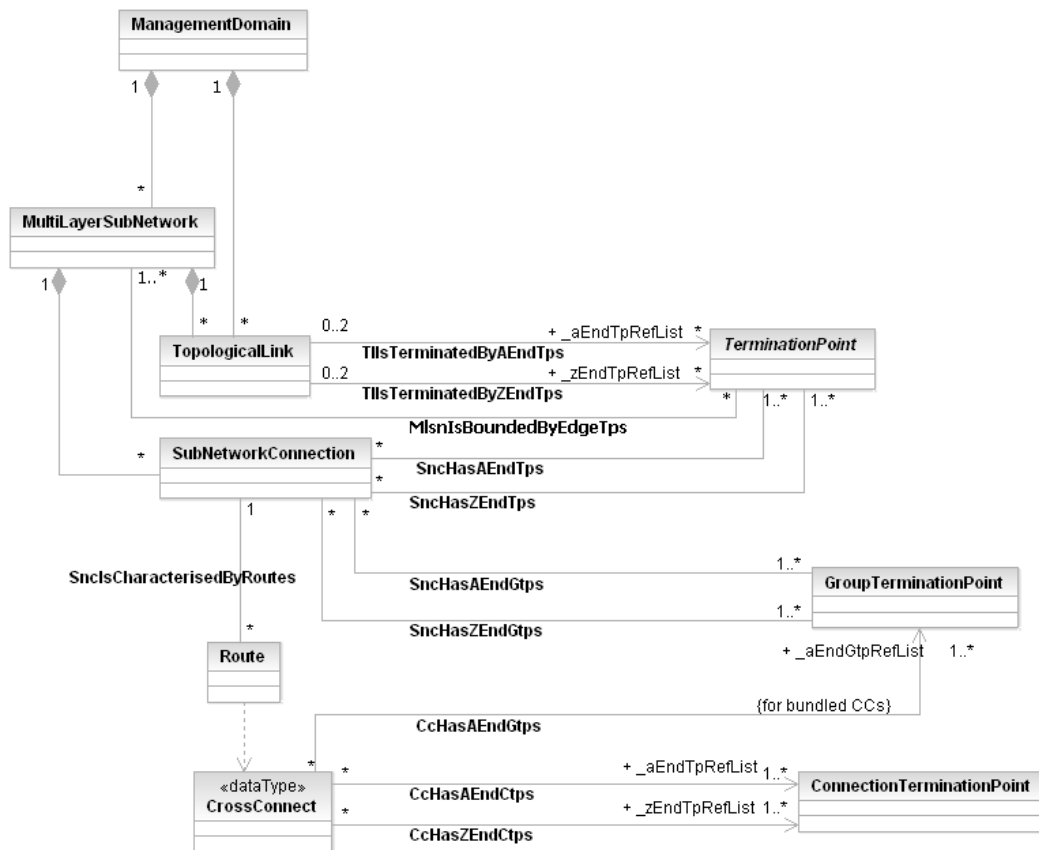 ManagementDomain
1 1
*
MultiLayerSubNetwork
1 1..* 1
* *
0..2 + _aEndTpRefList *
TopologicalLink TlIsTerminatedByAEndTps TerminationPoint
0..2 + _zEndTpRefList *
TlIsTerminatedByZEndTps * 1..* 1..*
MlsnIsBoundedByEdgeTps
* SubNetworkConnection *
SncHasAEndTps
*
SncHasZEndTps
1 * *
SncIsCharacterisedByRoutes
SncHasAEndGtps 1..* GroupTerminationPoint
SncHasZEndGtps 1..*
*
Route + _aEndGtpRefList 1..*
{for bundled CCs}
CcHasAEndGtps
* * + _aEndTpRefList 1..*
«dataType» CcHasAEndCtps ConnectionTerminationPoint
CrossConnect * + _zEndTpRefList 1..*
CcHasZEndCtps